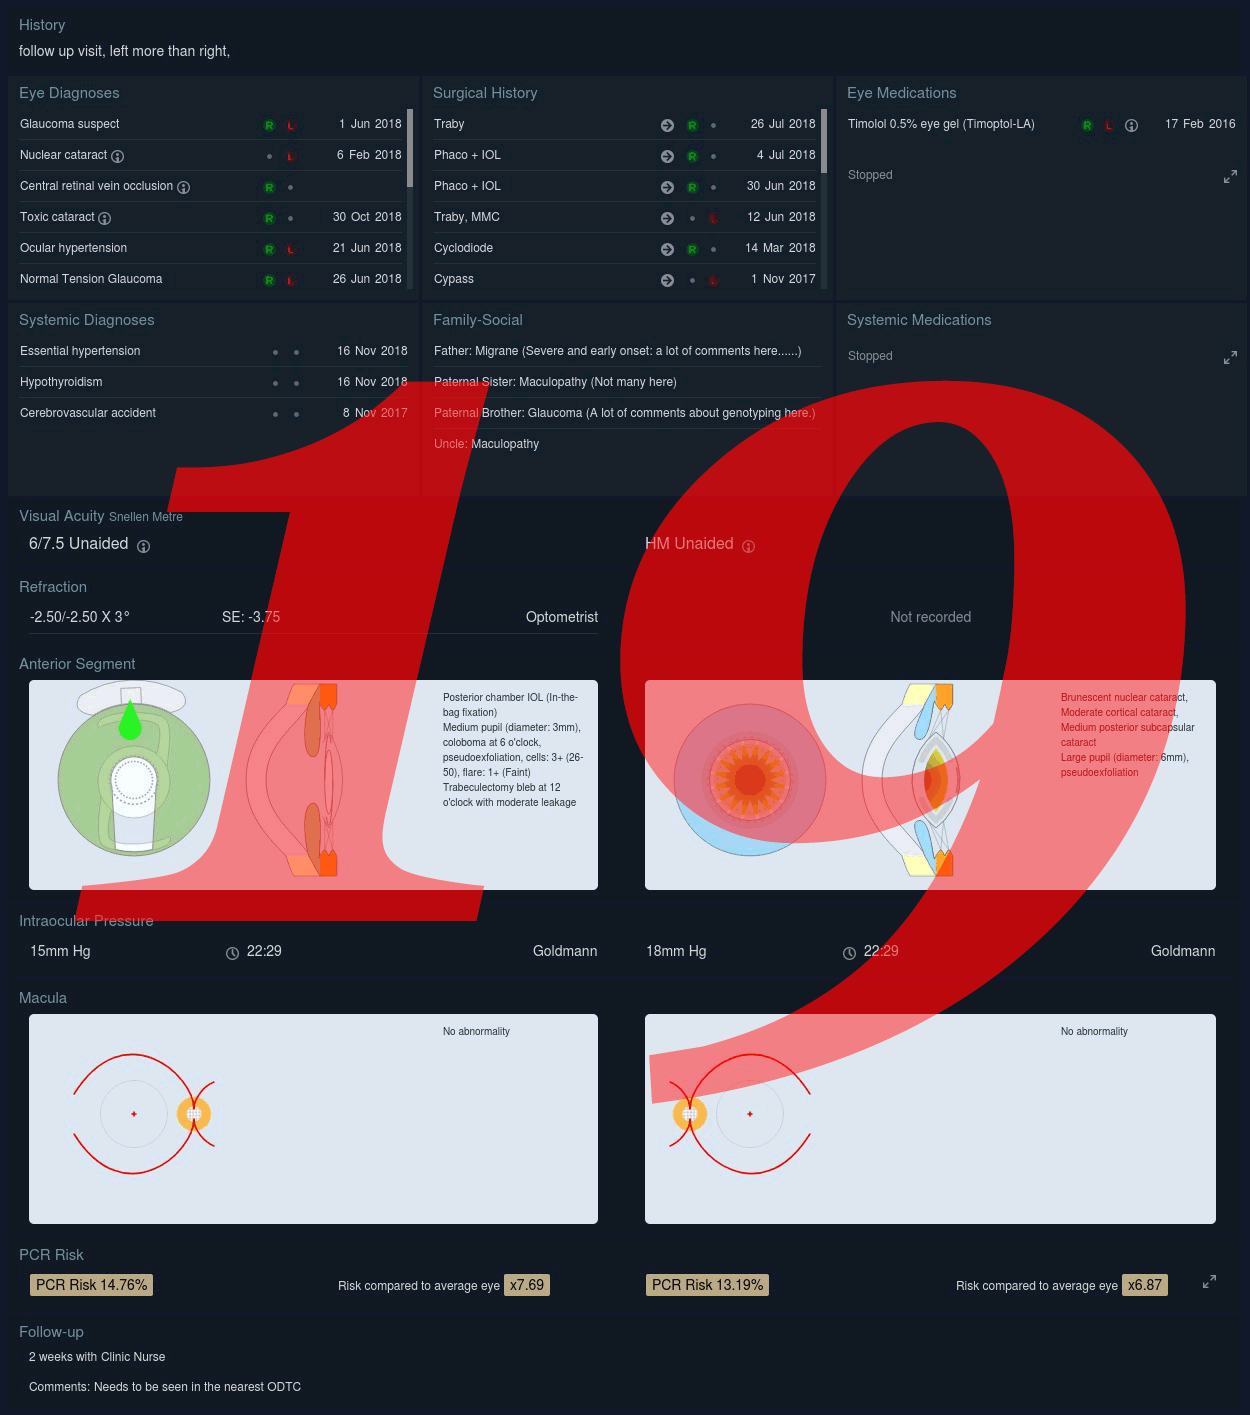 History
follow up visit, left more than right,
Eye Diagnoses
Glaucoma suspect R L 1 Jun 2018
Nuclear cataract L 6 Feb 2018
Central retinal vein occlusion R
Toxic cataract R 30 Oct 2018
Ocular hypertension R L 21 Jun 2018
Normal Tension Glaucoma R L 26 Jun 2018
Surgical History
Traby R 26 Jul 2018
Phaco + IOL R 4 Jul 2018
Phaco + IOL R 30 Jun 2018
Traby, MMC L 12 Jun 2018
Cyclodiode R 14 Mar 2018
Cypass L 1 Nov 2017
Eye Medications
Timolol 0.5% eye gel (Timoptol-LA) R L 17 Feb 2016
Stopped
Systemic Diagnoses
Essential hypertension 16 Nov 2018
Hypothyroidism 16 Nov 2018
Cerebrovascular accident 8 Nov 2017
Family-Social
Father: Migrane (Severe and early onset: a lot of comments here......)
Paternal Sister: Maculopathy (Not many here)
Paternal Brother: Glaucoma (A lot of comments about genotyping here.)
Uncle: Maculopathy
Systemic Medications
Stopped
19
Visual Acuity Snellen Metre
6/7.5 Unaided
HM Unaided
Refraction
-2.50/-2.50 X 3° SE: -3.75 Optometrist
Not recorded
Anterior Segment
Posterior chamber IOL (In-the-
bag fixation)
Medium pupil (diameter: 3mm),
coloboma at 6 o'clock,
pseudoexfoliation, cells: 3+ (26-
50), flare: 1+ (Faint)
Trabeculectomy bleb at 12
o'clock with moderate leakage
Brunescent nuclear cataract,
Moderate cortical cataract,
Medium posterior subcapsular
cataract
Large pupil (diameter: 6mm),
pseudoexfoliation
Intraocular Pressure
15mm Hg 22:29 Goldmann
18mm Hg 22:29 Goldmann
Macula
No abnormality
No abnormality
PCR Risk
PCR Risk 14.76% Risk compared to average eye x7.69
PCR Risk 13.19% Risk compared to average eye x6.87
Follow-up
2 weeks with Clinic Nurse
Comments: Needs to be seen in the nearest ODTC